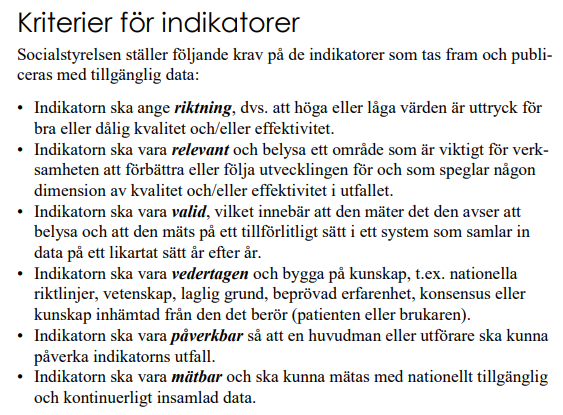 Kriterier för indikatorer
Socialstyrelsen ställer följande krav på de indikatorer som tas fram och publi-
ceras med tillgänglig data:
• Indikatorn ska ange riktning, dvs. att höga eller låga värden är uttryck för
bra eller dålig kvalitet och/eller effektivitet.
• Indikatorn ska vara relevant och belysa ett område som är viktigt för verk-
samheten att förbättra eller följa utvecklingen för och som speglar någon
dimension av kvalitet och/eller effektivitet i utfallet.
• Indikatorn ska vara valid, vilket innebär att den mäter det den avser att
belysa och att den mäts på ett tillförlitligt sätt i ett system som samlar in
data på ett likartat sätt år efter år.
• Indikatorn ska vara vedertagen och bygga på kunskap, t.ex. nationella
riktlinjer, vetenskap, laglig grund, beprövad erfarenhet, konsensus eller
kunskap inhämtad från den det berör (patienten eller brukaren).
• Indikatorn ska vara påverkbar så att en huvudman eller utförare ska kunna
påverka indikatorns utfall.
• Indikatorn ska vara mätbar och ska kunna mätas med nationellt tillgänglig
och kontinuerligt insamlad data.